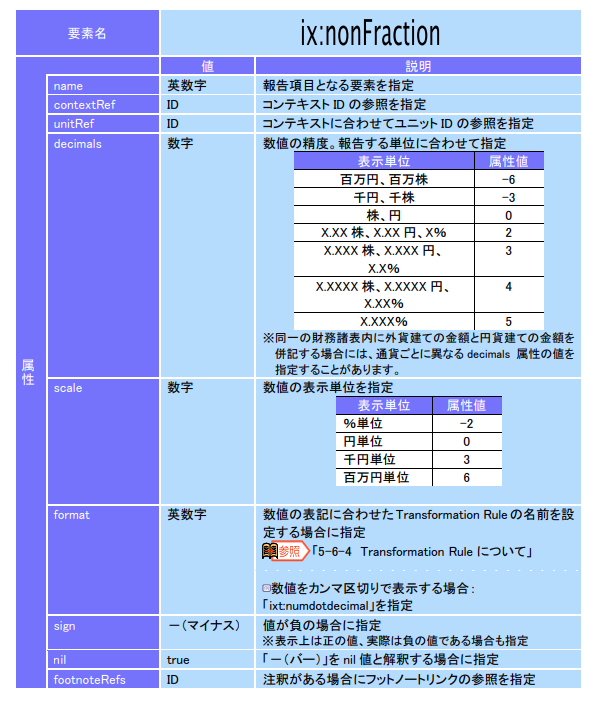 要素名 ix:nonFraction
値 説明
属性
name 英数字 報告項目となる要素を指定
contextRef ID コンテキスト ID の参照を指定
unitRef ID コンテキストに合わせてユニット ID の参照を指定
decimals 数字 数値の精度。報告する単位に合わせて指定
表示単位 属性値
百万円、百万株 -6
千円、千株 -3
株、円 0
X.XX 株、X.XX 円、X% 2
X.XXX 株、X.XXX 円、 3
X.X%
X.XXXX 株、X.XXXX 円、 4
X.XX%
X.XXX% 5
※同一の財務諸表内に外貨建ての金額と円貨建ての金額を
併記する場合には、通貨ごとに異なる decimals 属性の値を
指定することがあります。
scale 数字 数値の表示単位を指定
表示単位 属性値
%単位 -2
円単位 0
千円単位 3
百万円単位 6
format 英数字 数値の表記に合わせた Transformation Rule の名前を設
定する場合に指定
参照 「5-6-4 Transformation Rule について」
□数値をカンマ区切りで表示する場合:
「ixt:numdotdecimal」を指定
sign −(マイナス) 値が負の場合に指定
※表示上は正の値、実際は負の値である場合も指定
nil true 「−(バー)」を nil 値と解釈する場合に指定
footnoteRefs ID 注釈がある場合にフットノートリンクの参照を指定